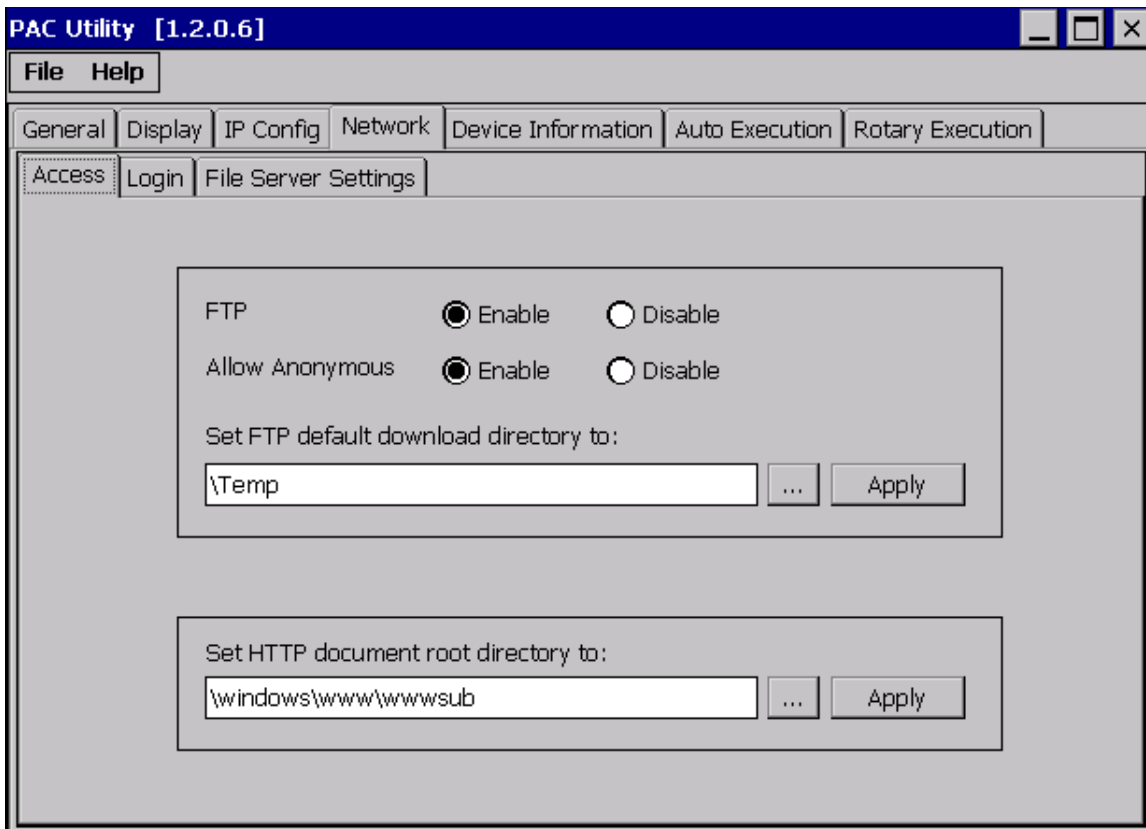 PAC Utility [1.2.0.6]
File Help
General Display IP Config Network Device Information Auto Execution Rotary Execution
Access Login File Server Settings
FTP Enable Disable
Allow Anonymous Enable Disable
Set FTP default download directory to:
\Temp ... Apply
Set HTTP document root directory to:
\windows\www\wwwsub ... Apply